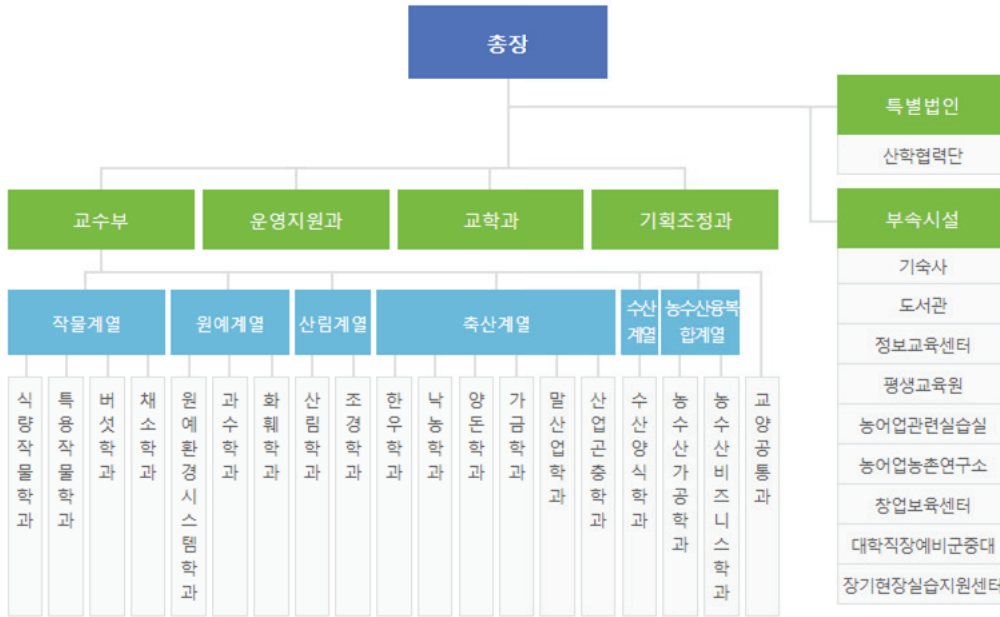 총장
특별법인
산학협력단
교수부
운영지원과
교학과
기획조정과
부속시설
기숙사
도서관
정보교육센터
평생교육원
농어업관련실습실
농어업농촌연구소
창업보육센터
대학직장예비군중대
장기현장실습지원센터
작물계열
원예계열
산림계열
축산계열
수산
계열
농수산융복
합계열
식량작물학과
특용작물학과
버섯학과
채소학과
원예환경시스템학과
과수학과
화훼학과
산림학과
조경학과
한우학과
낙농학과
양돈학과
가금학과
말산업학과
산업곤충학과
수산양식학과
농수산가공학과
농수산비즈니스학과
교양공통과